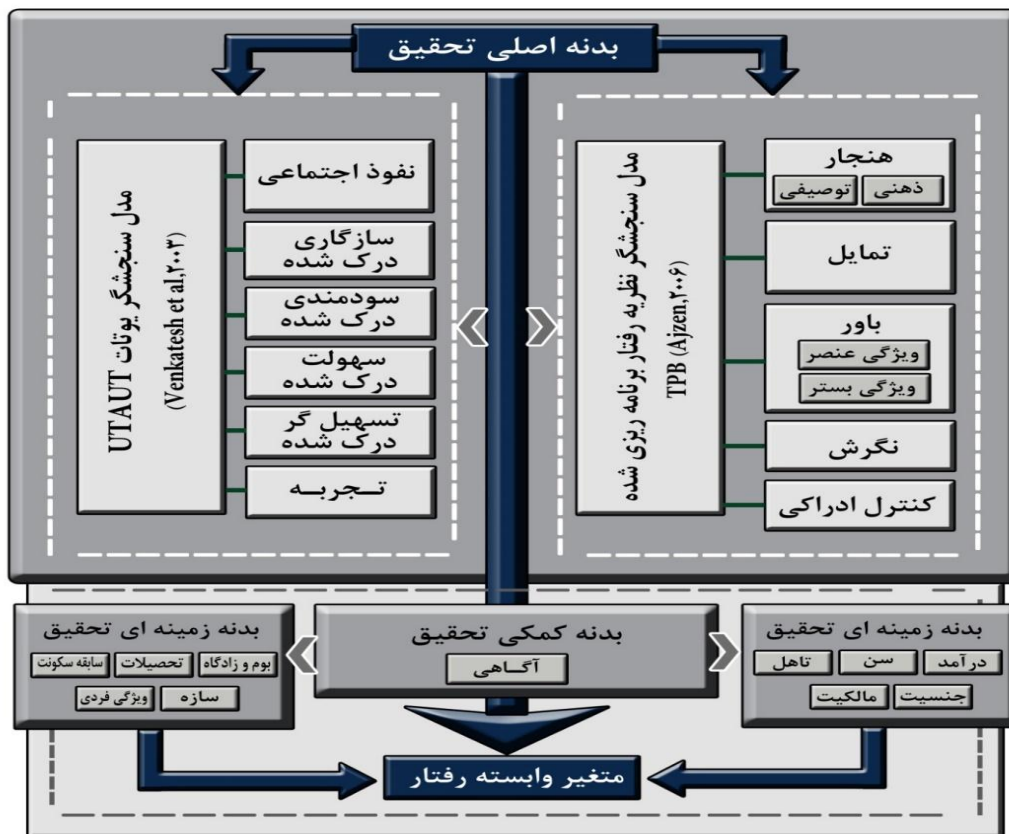 بدنه اصلی تحقیق
مدل سنجشگر نظریه رفتار برنامه ریزی شده
TPB (Ajzen,۲۰۰۶)
هنجار
ذهنی
توصیفی
تمایل
باور
ویژگی عنصر
ویژگی بستر
نگرش
کنترل ادراکی
مدل سنجشگر یوتات UTAUT
(Venkatesh et al,۲۰۰۳)
نفوذ اجتماعی
سازگاری
درک شده
سودمندی
درک شده
سهولت
درک شده
تسهیل گر
درک شده
تـجربـه
بدنه زمینه ای تحقیق
درآمد
سن
تاهل
جنسیت
مالکیت
بدنه کمکی تحقیق
آگاهی
بدنه زمینه ای تحقیق
بوم و زادگاه
تحصیلات
سابقه سکونت
سازه
ویژگی فردی
متغیر وابسته رفتار